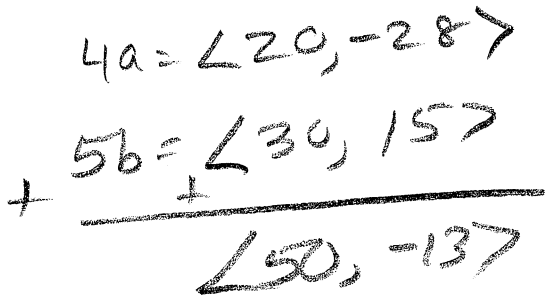 4a = <20, -28>
5b = <30, 15>
+ +
<50, -13>